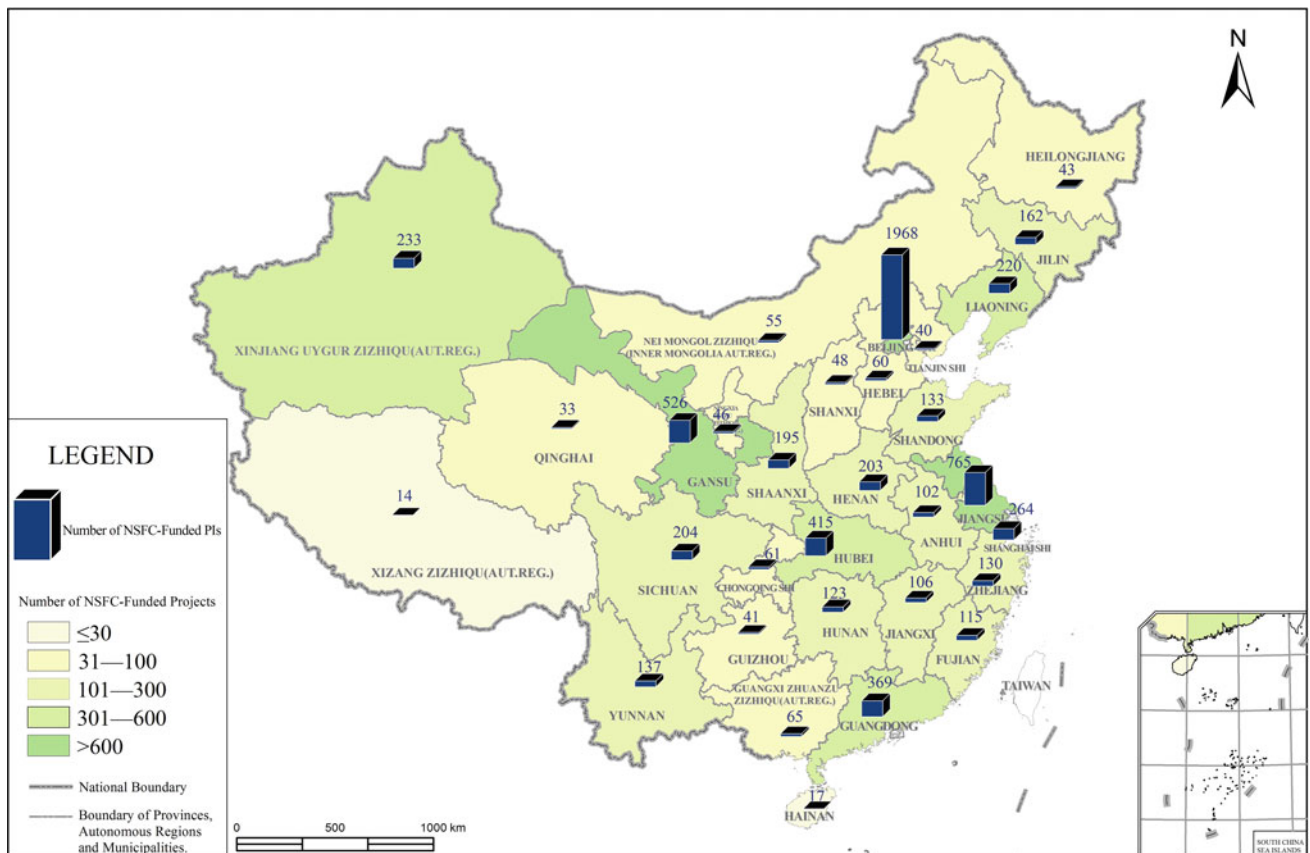 N
HEILONGJIANG
43
162
JILIN
1968
220
LIAONING
233
XINJIANG UYGUR ZIZHIQU(AUT.REG.)
55
NEI MONGOL ZIZHIQU
(INNER MONGOLIA AUT.REG.)
BEIJING
40
TIANJIN SHI
48
SHANXI
60
HEBEI
33
QINGHAI
526
GANSU
46
195
SHAANXI
133
SHANDONG
203
HENAN
765
JIANGSU
102
ANHUI
264
SHANGHAI SHI
14
XIZANG ZIZHIQU(AUT.REG.)
204
SICHUAN
61
CHONGQING SHI
415
HUBEI
130
ZHEJIANG
123
HUNAN
106
JIANGXI
115
FUJIAN
41
GUIZHOU
137
YUNNAN
GUANGXI ZHUANZU
ZIZHIQU(AUT.REG.)
65
369
GUANGDONG
TAIWAN
17
HAINAN
LEGEND
Number of NSFC-Funded PIs
Number of NSFC-Funded Projects
≤30
31—100
101—300
301—600
>600
National Boundary
Boundary of Provinces,
Autonomous Regions
and Municipalities.
0 500 1000 km
SOUTH CHINA
SEA ISLANDS